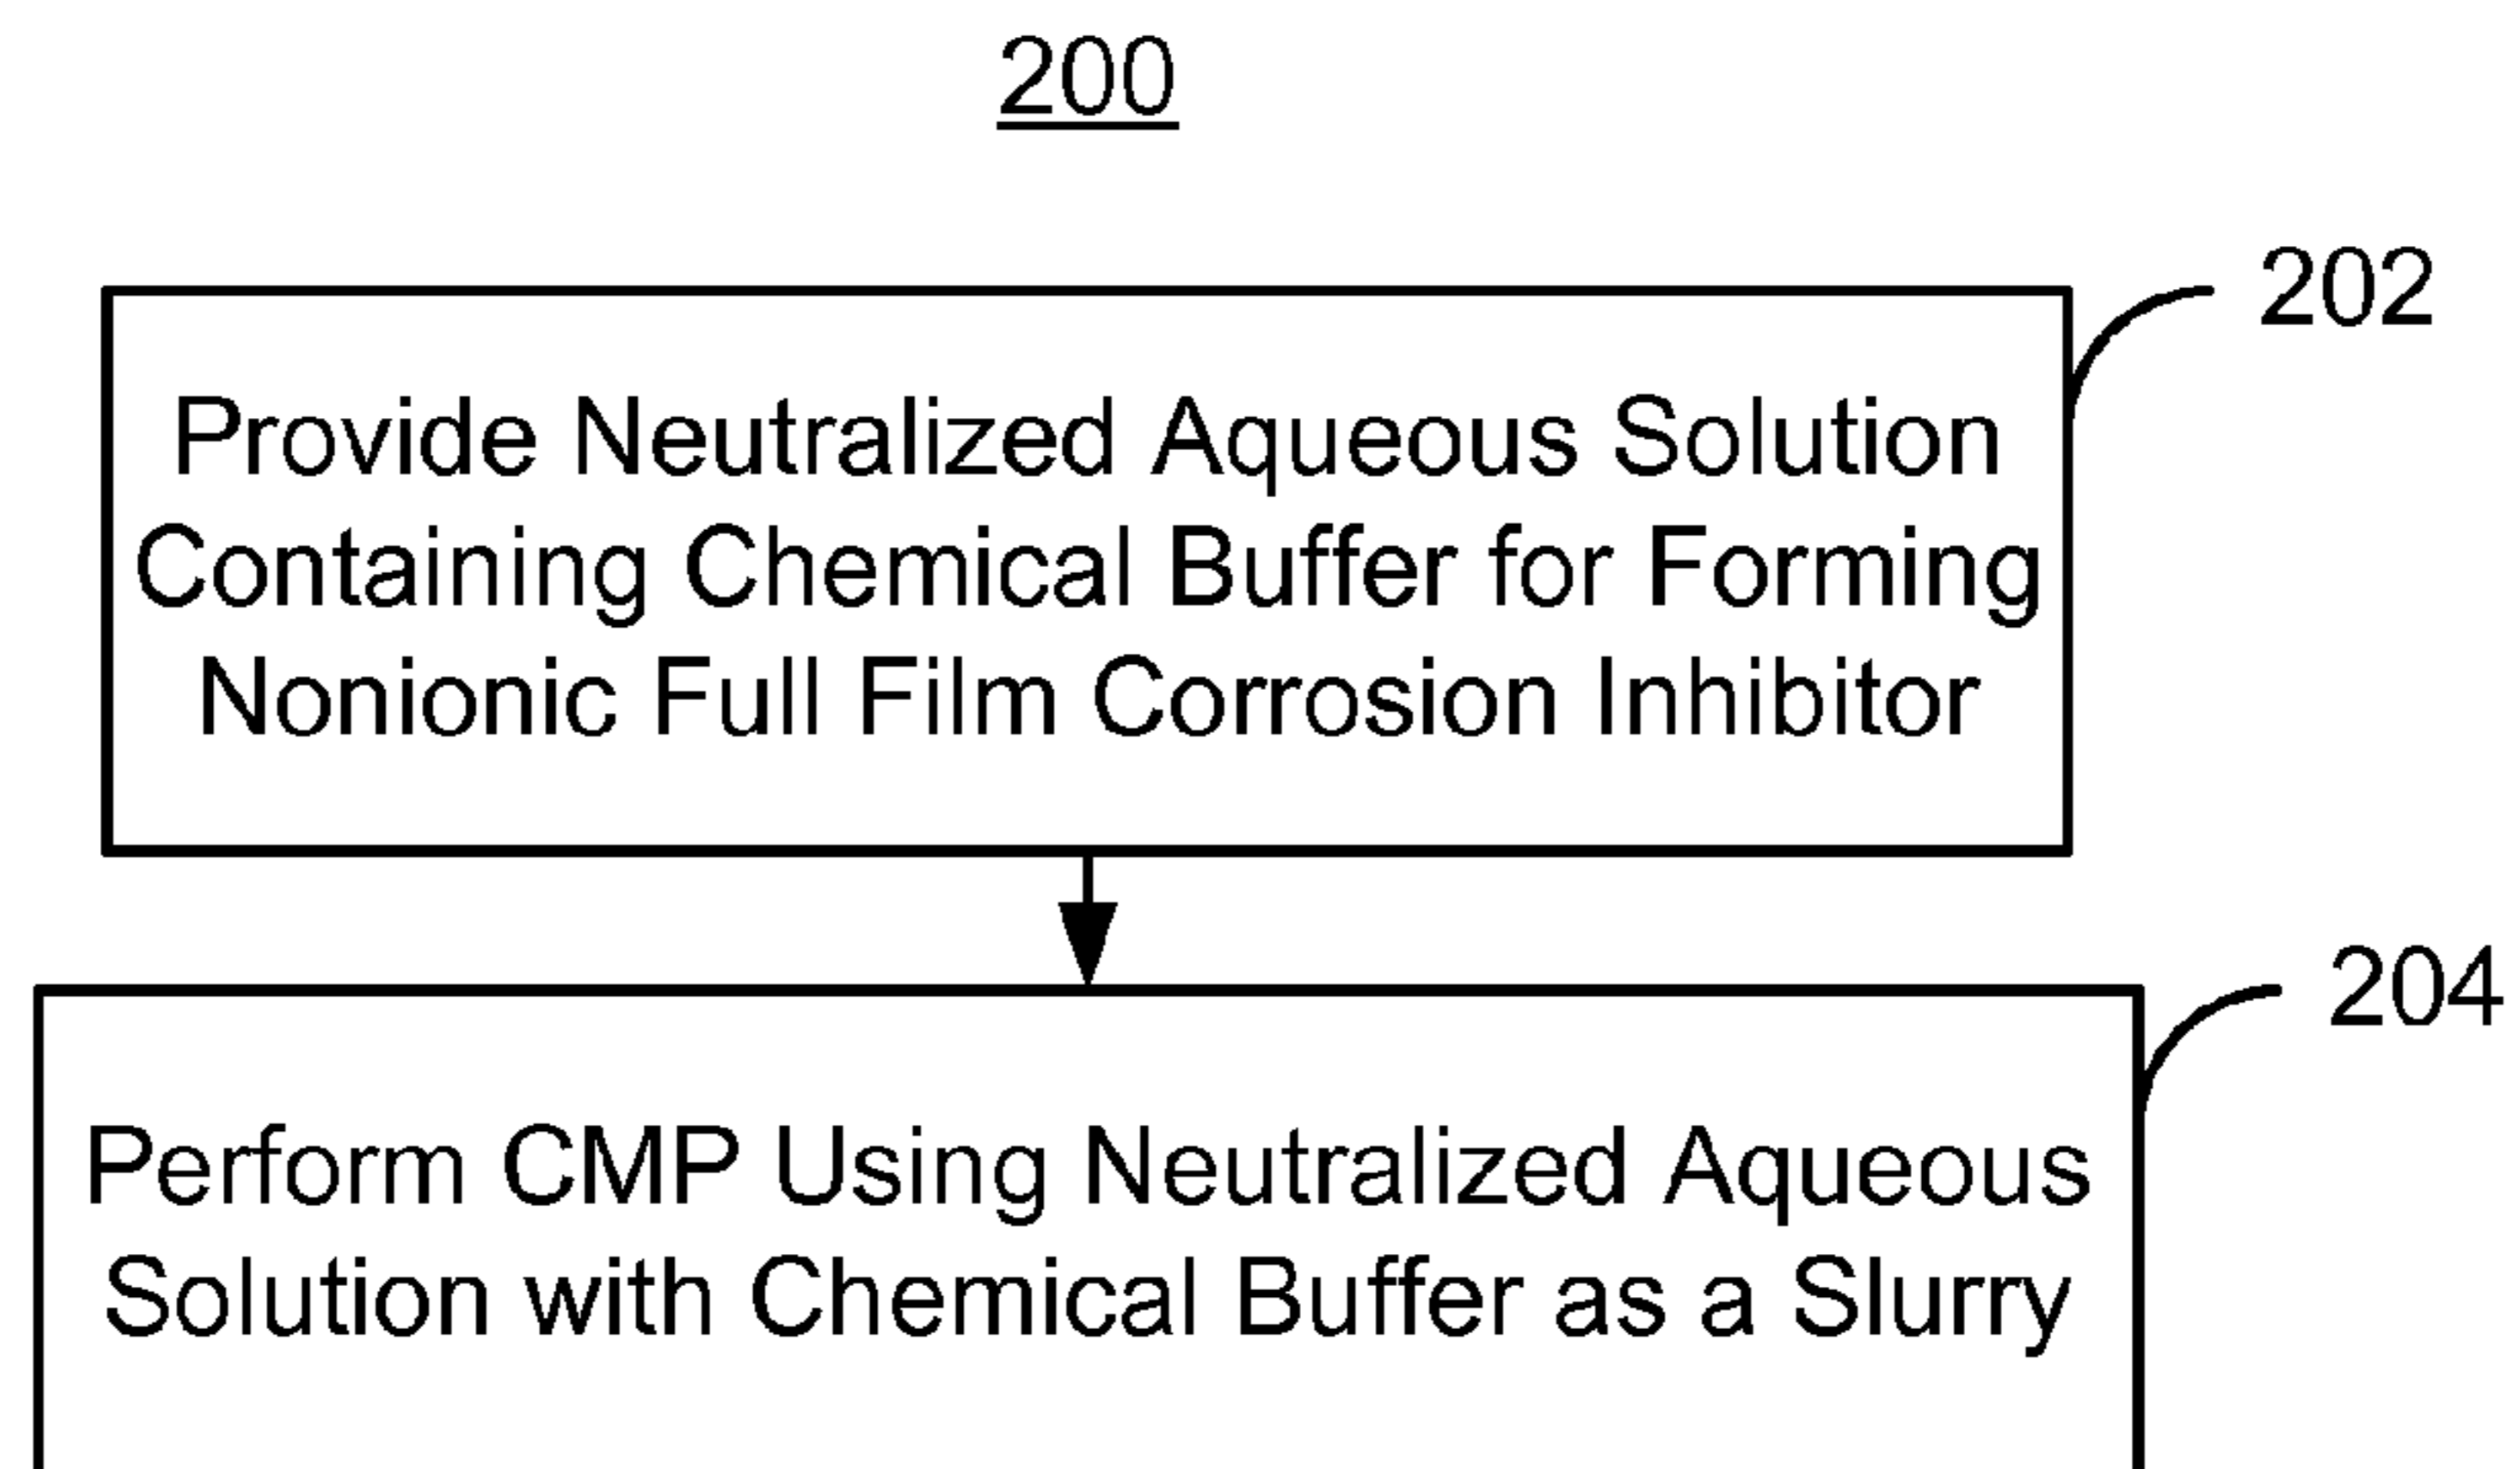 200
202
Provide Neutralized Aqueous Solution
Containing Chemical Buffer for Forming
Nonionic Full Film Corrosion Inhibitor
204
Perform CMP Using Neutralized Aqueous
Solution with Chemical Buffer as a Slurry